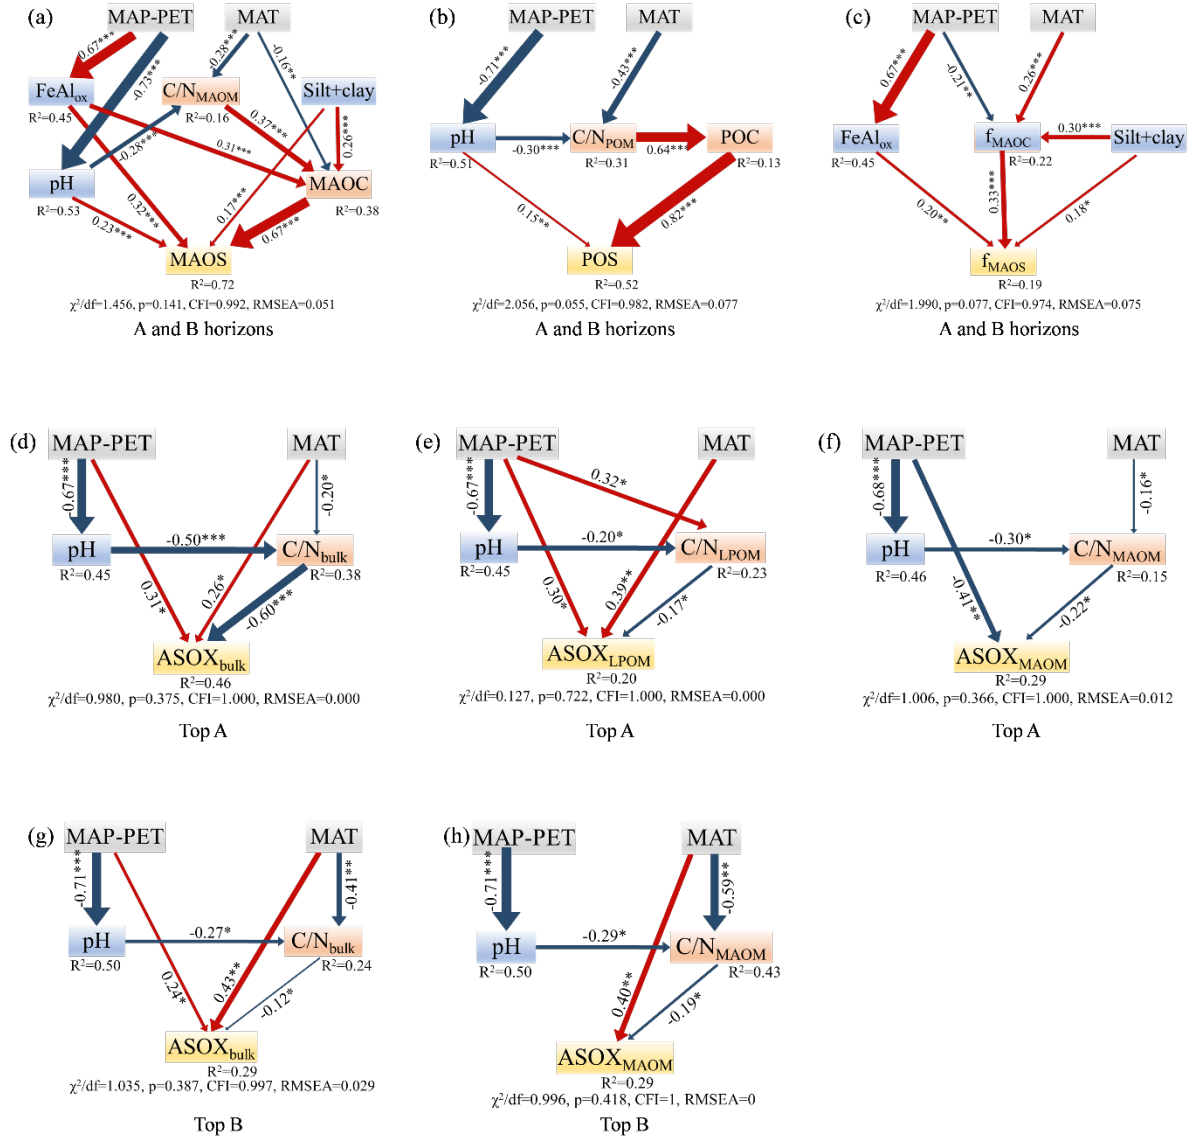 (a)
MAP-PET
MAT
0.67***
-0.73***
-0.28***
-0.16**
FeAlox
C/NMAOM
Silt+clay
R²=0.45
R²=0.16
0.37***
0.26***
-0.28***
0.31***
pH
MAOC
R²=0.53
R²=0.38
0.32***
0.17***
0.23***
0.67***
MAOS
R²=0.72
χ²/df=1.456, p=0.141, CFI=0.992, RMSEA=0.051
A and B horizons
(b)
MAP-PET
MAT
-0.71***
-0.43***
pH
-0.30***
C/NPOM
0.64***
POC
R²=0.51
R²=0.31
R²=0.13
0.15**
0.82***
POS
R²=0.52
χ²/df=2.056, p=0.055, CFI=0.982, RMSEA=0.077
A and B horizons
(c)
MAP-PET
MAT
0.67***
-0.21**
0.26***
FeAlox
fMAOC
0.30***
Silt+clay
R²=0.45
R²=0.22
0.20**
0.33***
0.18*
fMAOS
R²=0.19
χ²/df=1.990, p=0.077, CFI=0.974, RMSEA=0.075
A and B horizons
(d)
MAP-PET
MAT
-0.67***
-0.20*
pH
-0.50***
C/Nbulk
R²=0.45
R²=0.38
0.31*
0.26*
-0.60***
ASOXbulk
R²=0.46
χ²/df=0.980, p=0.375, CFI=1.000, RMSEA=0.000
Top A
(e)
MAP-PET
MAT
-0.67***
0.32*
pH
-0.20*
C/NLPOM
R²=0.45
R²=0.23
0.30*
0.39**
-0.17*
ASOXLPOM
R²=0.20
χ²/df=0.127, p=0.722, CFI=1.000, RMSEA=0.000
Top A
(f)
MAP-PET
MAT
-0.68***
-0.16*
pH
-0.30*
C/NMAOM
R²=0.46
R²=0.15
-0.41**
-0.22*
ASOXMAOM
R²=0.29
χ²/df=1.006, p=0.366, CFI=1.000, RMSEA=0.012
Top A
(g)
MAP-PET
MAT
-0.71***
-0.41**
pH
-0.27*
C/Nbulk
R²=0.50
R²=0.24
0.24*
0.43**
-0.12*
ASOXbulk
R²=0.29
χ²/df=1.035, p=0.387, CFI=0.997, RMSEA=0.029
Top B
(h)
MAP-PET
MAT
-0.71***
-0.59**
pH
-0.29*
C/NMAOM
R²=0.50
R²=0.43
0.40**
-0.19*
ASOXMAOM
R²=0.29
χ²/df=0.996, p=0.418, CFI=1, RMSEA=0
Top B